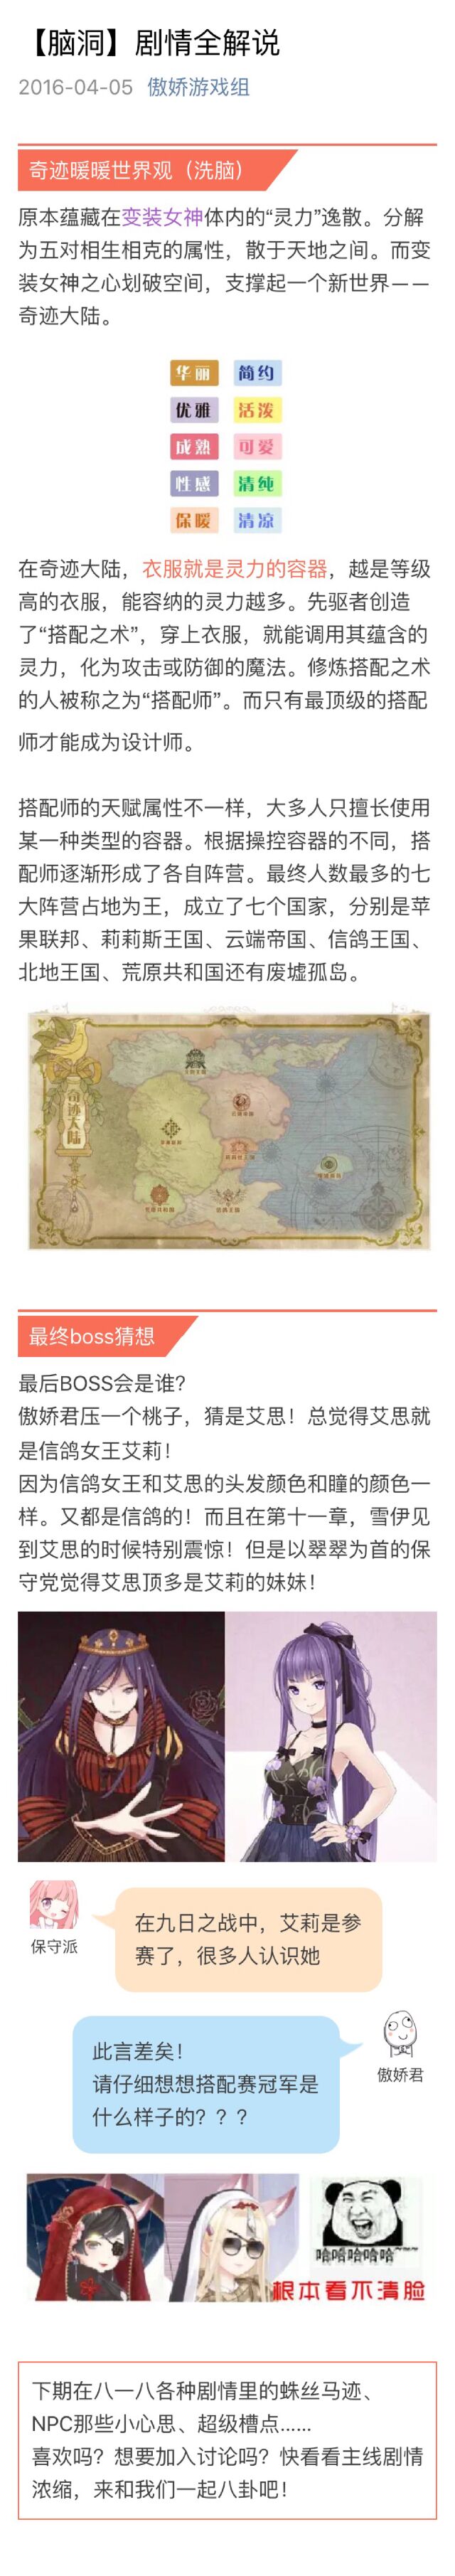 【脑洞】剧情全解说
2016-04-05 傲娇游戏组
奇迹暖暖世界观（洗脑）
原本蕴藏在变装女神体内的“灵力”逸散。分解
为五对相生相克的属性，散于天地之间。而变
装女神之心划破空间，支撑起一个新世界——
奇迹大陆。
华丽 简约
优雅 活泼
成熟 可爱
性感 清纯
保暖 清凉
在奇迹大陆，衣服就是灵力的容器，越是等级
高的衣服，能容纳的灵力越多。先驱者创造
了“搭配之术”，穿上衣服，就能调用其蕴含的
灵力，化为攻击或防御的魔法。修炼搭配之术
的人被称之为“搭配师”。而只有最顶级的搭配
师才能成为设计师。
搭配师的天赋属性不一样，大多人只擅长使用
某一种类型的容器。根据操控容器的不同，搭
配师逐渐形成了各自阵营。最终人数最多的七
大阵营占地为王，成立了七个国家，分别是苹
果联邦、莉莉斯王国、云端帝国、信鸽王国、
北地王国、荒原共和国还有废墟孤岛。
奇迹大陆
最终boss猜想
最后BOSS会是谁？
傲娇君压一个桃子，猜是艾思！总觉得艾思就
是信鸽女王艾莉！
因为信鸽女王和艾思的头发颜色和瞳的颜色一
样。又都是信鸽的！而且在第十一章，雪伊见
到艾思的时候特别震惊！但是以翠翠为首的保
守党觉得艾思顶多是艾莉的妹妹！
保守派
在九日之战中，艾莉是参
赛了，很多人认识她
傲娇君
此言差矣！
请仔细想想搭配赛冠军是
什么样子的？？？
哈哈哈哈哈~~
根本看不清脸
下期在八一八各种剧情里的蛛丝马迹、
NPC那些小心思、超级槽点......
喜欢吗？想要加入讨论吗？快看看主线剧情
浓缩，来和我们一起八卦吧！